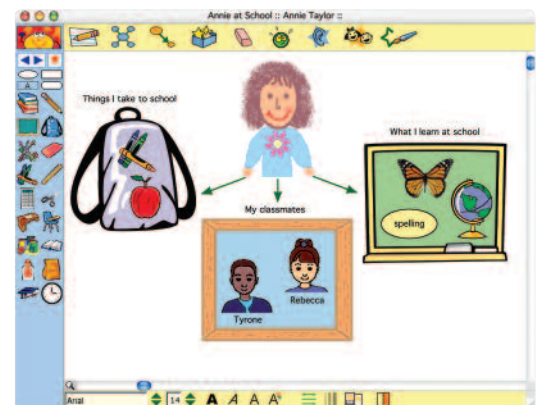 Annie at School :: Annie Taylor ::
Things I take to school
What I learn at school
My classmates
spelling
Rebecca
Tyrone
A
Arial
14
A A A A